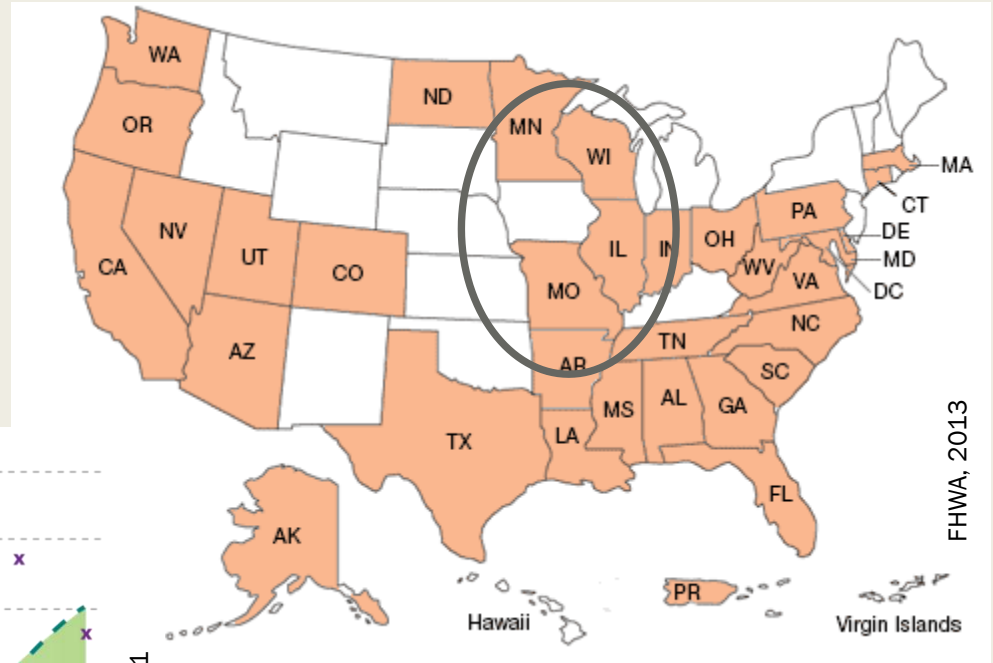 WA
ND
MN
OR
WI
MA
CT
PA
NV
OH
DE
IL
IN
UT
MD
CA
CO
WV
VA
MO
DC
NC
TN
AZ
AR
SC
MS
AL
GA
LA
TX
FL
AK
PR
Hawaii
Virgin Islands
FHWA, 2013
x
x
1